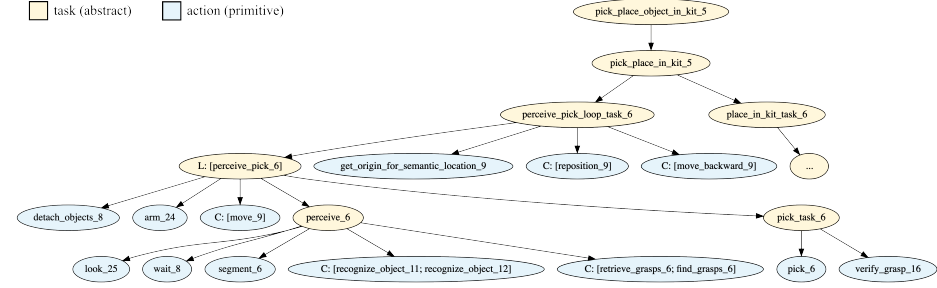 task (abstract)
action (primitive)
pick_place_object_in_kit_5
pick_place_in_kit_5
perceive_pick_loop_task_6
place_in_kit_task_6
L: [perceive_pick_6]
get_origin_for_semantic_location_9
C: [reposition_9]
C: [move_backward_9]
...
detach_objects_8
arm_24
C: [move_9]
perceive_6
pick_task_6
look_25
wait_8
segment_6
C: [recognize_object_11; recognize_object_12]
C: [retrieve_grasps_6; find_grasps_6]
pick_6
verify_grasp_16